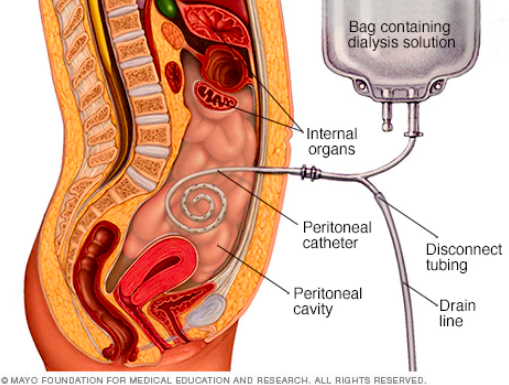 Bag containing
dialysis solution
Internal
organs
Peritoneal
catheter
Disconnect
tubing
Peritoneal
cavity
Drain
line
© MAYO FOUNDATION FOR MEDICAL EDUCATION AND RESEARCH. ALL RIGHTS RESERVED.